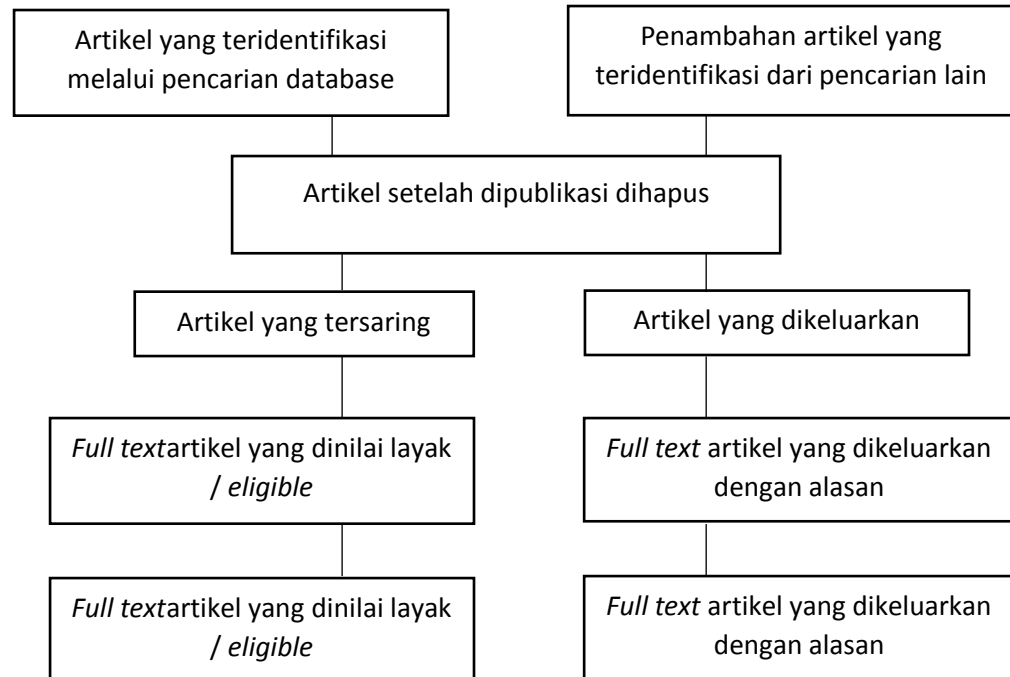 Artikel yang teridentifikasi
melalui pencarian database
Penambahan artikel yang
teridentifikasi dari pencarian lain
Artikel setelah dipublikasi dihapus
Artikel yang tersaring
Artikel yang dikeluarkan
Full textartikel yang dinilai layak
/ eligible
Full text artikel yang dikeluarkan
dengan alasan
Full textartikel yang dinilai layak
/ eligible
Full text artikel yang dikeluarkan
dengan alasan